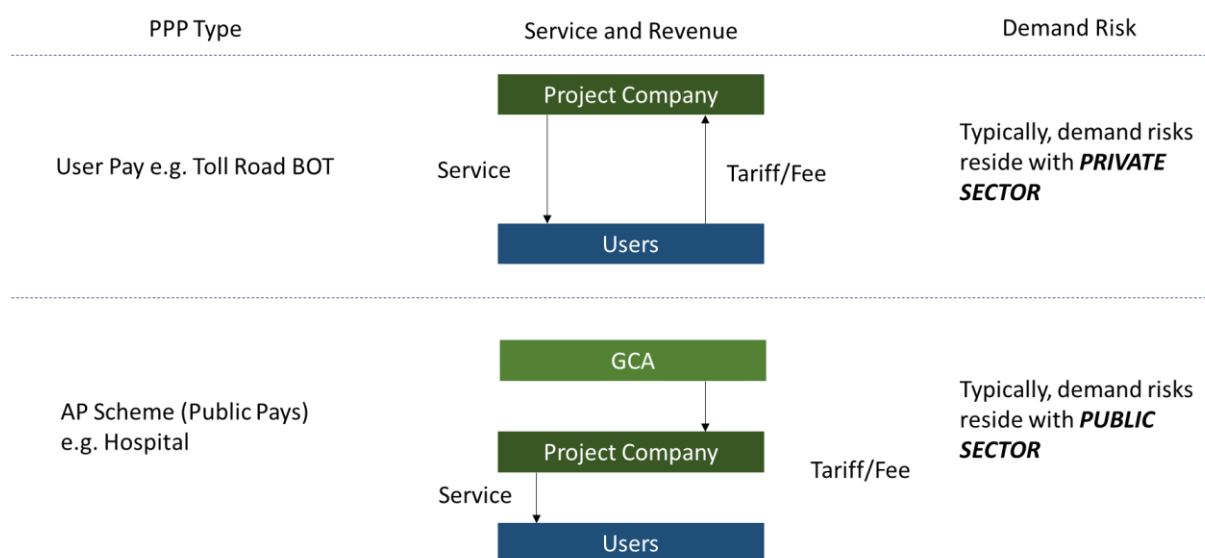 PPP Type
Service and Revenue
Demand Risk
User Pay e.g. Toll Road BOT
Project Company
Service
Tariff/Fee
Users
Typically, demand risks
reside with PRIVATE
SECTOR
AP Scheme (Public Pays)
e.g. Hospital
GCA
Project Company
Service
Tariff/Fee
Users
Typically, demand risks
reside with PUBLIC
SECTOR